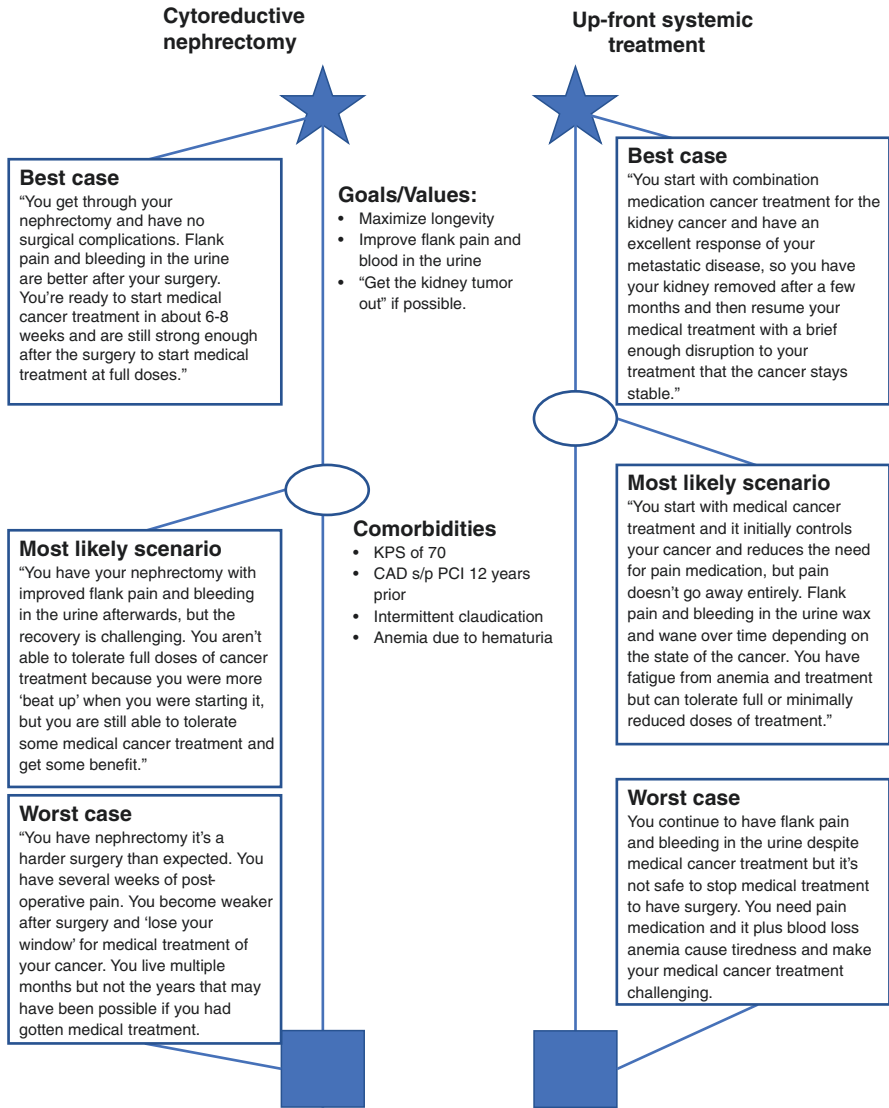 Cytoreductive
nephrectomy
Up-front systemic
treatment
Best case
“You get through your
nephrectomy and have no
surgical complications. Flank
pain and bleeding in the urine
are better after your surgery.
You’re ready to start medical
cancer treatment in about 6-8
weeks and are still strong enough
after the surgery to start medical
treatment at full doses.”
Most likely scenario
“You have your nephrectomy with
improved flank pain and bleeding
in the urine afterwards, but the
recovery is challenging. You aren’t
able to tolerate full doses of cancer
treatment because you were more
‘beat up’ when you were starting it,
but you are still able to tolerate
some medical cancer treatment and
get some benefit.”
Worst case
“You have nephrectomy it’s a
harder surgery than expected. You
have several weeks of post-
operative pain. You become weaker
after surgery and ‘lose your
window’ for medical treatment of
your cancer. You live multiple
months but not the years that may
have been possible if you had
gotten medical treatment.
Goals/Values:
• Maximize longevity
• Improve flank pain and
blood in the urine
• “Get the kidney tumor
out” if possible.
Comorbidities
• KPS of 70
• CAD s/p PCI 12 years
prior
• Intermittent claudication
• Anemia due to hematuria
Best case
“You start with combination
medication cancer treatment for the
kidney cancer and have an
excellent response of your
metastatic disease, so you have
your kidney removed after a few
months and then resume your
medical treatment with a brief
enough disruption to your
treatment that the cancer stays
stable.”
Most likely scenario
“You start with medical cancer
treatment and it initially controls
your cancer and reduces the need
for pain medication, but pain
doesn’t go away entirely. Flank
pain and bleeding in the urine wax
and wane over time depending on
the state of the cancer. You have
fatigue from anemia and treatment
but can tolerate full or minimally
reduced doses of treatment.”
Worst case
You continue to have flank pain
and bleeding in the urine despite
medical cancer treatment but it’s
not safe to stop medical treatment
to have surgery. You need pain
medication and it plus blood loss
anemia cause tiredness and make
your medical cancer treatment
challenging.